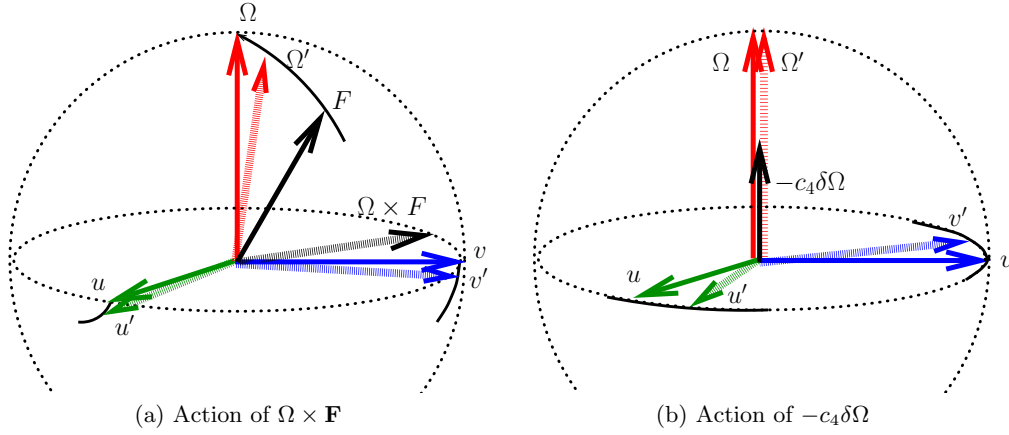 Ω
Ω′
F
Ω × F
u
u′
v
v′
(a) Action of Ω × F
Ω
Ω′
−c₄δΩ
u
u′
v′
v
(b) Action of −c₄δΩ